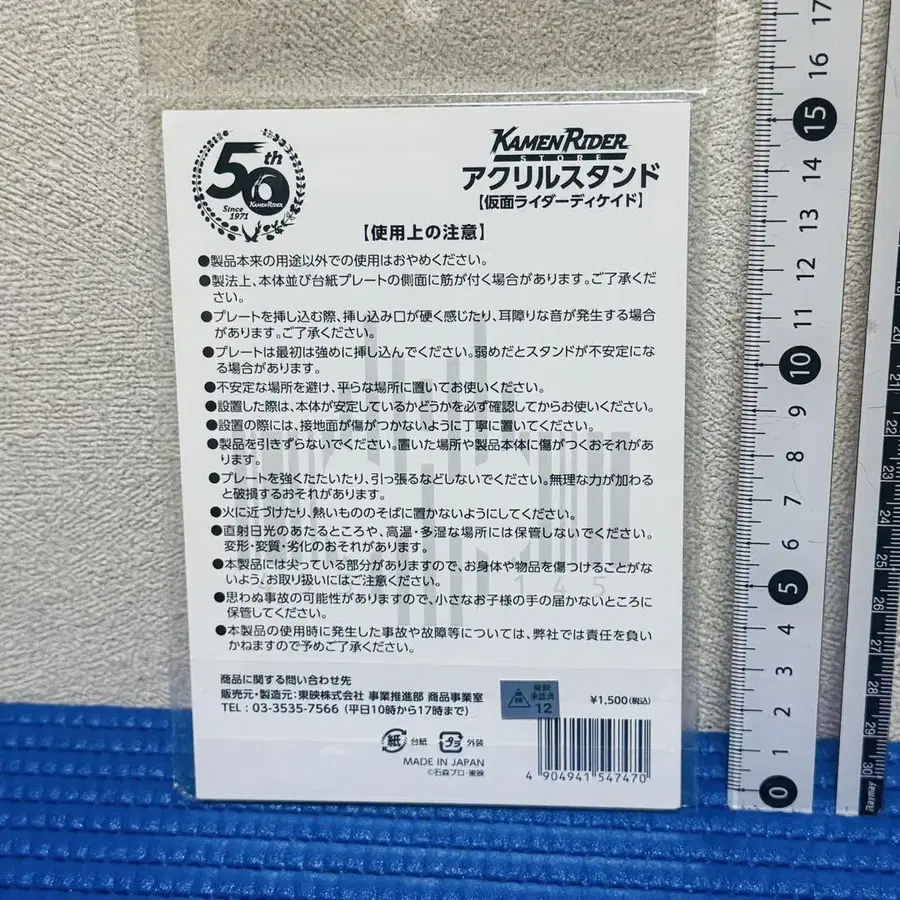 50th
KAMEN RIDER
Since
1971
KAMEN RIDER
STORE
アクリルスタンド
【仮面ライダーディケイド】
【使用上の注意】
●製品本来の用途以外での使用はおやめください。
●製法上、本体並び台紙プレートの側面に筋が付く場合があります。ご了承くだ
さい。
●プレートを挿し込む際、挿し込み口が硬く感じたり、耳障りな音が発生する場合
があります。ご了承ください。
●プレートは最初は強めに挿し込んでください。弱めだとスタンドが不安定にな
る場合があります。
●不安定な場所を避け、平らな場所に置いてお使いください。
●設置した際は、本体が安定しているかどうかを必ず確認してからお使いください。
●設置の際には、接地面が傷がつかないように丁寧に置いてください。
●製品を引きずらないでください。置いた場所や製品本体に傷がつくおそれがあ
ります。
●プレートを強くたたいたり、引っ張るなどしないでください。無理な力が加わる
と破損するおそれがあります。
●火に近づけたり、熱いもののそばに置かないようにしてください。
●直射日光のあたるところや、高温・多湿な場所には保管しないでください。
変形・変質・劣化のおそれがあります。
●本製品には尖っている部分がありますので、お身体や物品を傷つけることがな
いよう、お取り扱いにはご注意ください。
145
●思わぬ事故の可能性がありますので、小さなお子様の手の届かないところに
保管してください。
●本製品の使用時に発生した事故や故障等については、弊社では責任を負い
かねますので予めご了承ください。
商品に関する問い合わせ先
販売元・製造元：東映株式会社 事業推進部 商品事業室
TEL：03-3535-7566（平日10時から17時まで）
東映
承認済
12
¥1,500(税込)
紙 台紙 プラ 外装
MADE IN JAPAN
©石森プロ・東映
4 904941 547470
17
16
15
14
13
12
11
10
9
8
7
6
5
4
3
2
1
0
20
21
22
23
24
25
26
27
28
29
30
Raymay